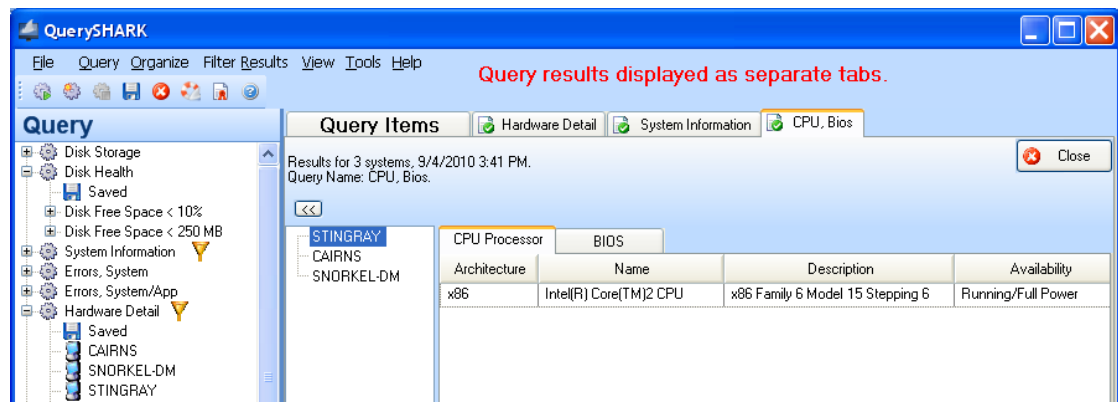 QuerySHARK
File Query Organize Filter Results View Tools Help
Query results displayed as separate tabs.
Query
Query Items
Hardware Detail
System Information
CPU, Bios
Disk Storage
Disk Health
Saved
Disk Free Space < 10%
Disk Free Space < 250 MB
System Information
Errors, System
Errors, System/App
Hardware Detail
Saved
CAIRNS
SNORKEL-DM
STINGRAY
Results for 3 systems, 9/4/2010 3:41 PM.
Query Name: CPU, Bios.
Close
<<
STINGRAY
CAIRNS
SNORKEL-DM
CPU Processor
BIOS
Architecture Name Description Availability
x86 Intel(R) Core(TM)2 CPU x86 Family 6 Model 15 Stepping 6 Running/Full Power